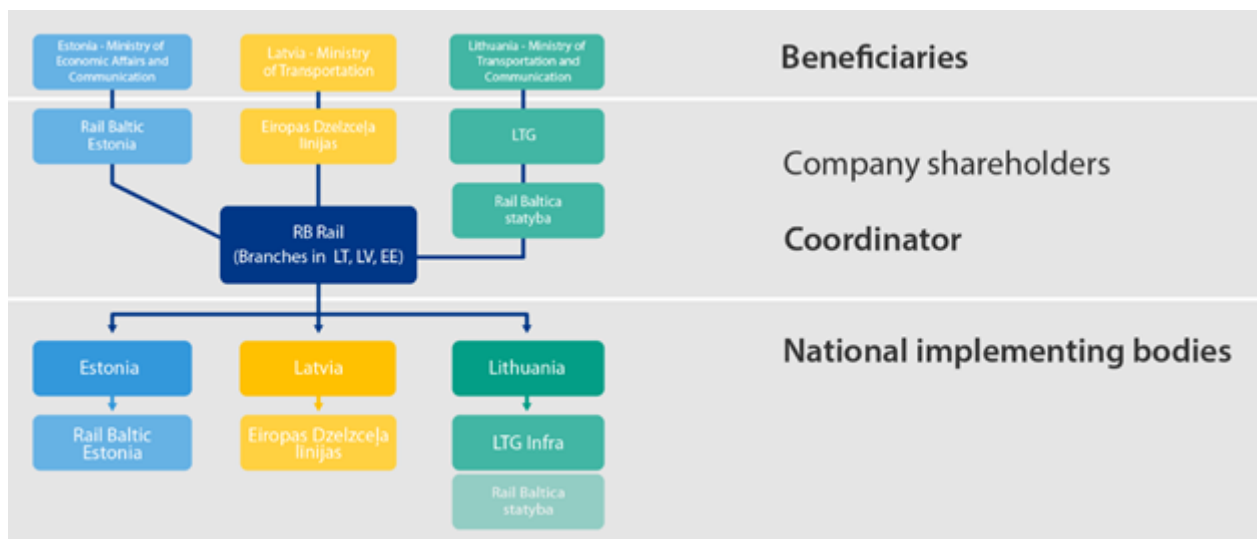 Estonia - Ministry of
Economic Affairs and
Communication
Latvia - Ministry
of Transportation
Lithuania - Ministry of
Transportation and
Communication
Beneficiaries
Rail Baltic
Estonia
Eiropas Dzelzceļa
līnijas
LTG
Company shareholders
Rail Baltica
statyba
RB Rail
(Branches in LT, LV, EE)
Coordinator
National implementing bodies
Estonia
Latvia
Lithuania
Rail Baltic
Estonia
Eiropas Dzelzceļa
līnijas
LTG Infra
Rail Baltica
statyba